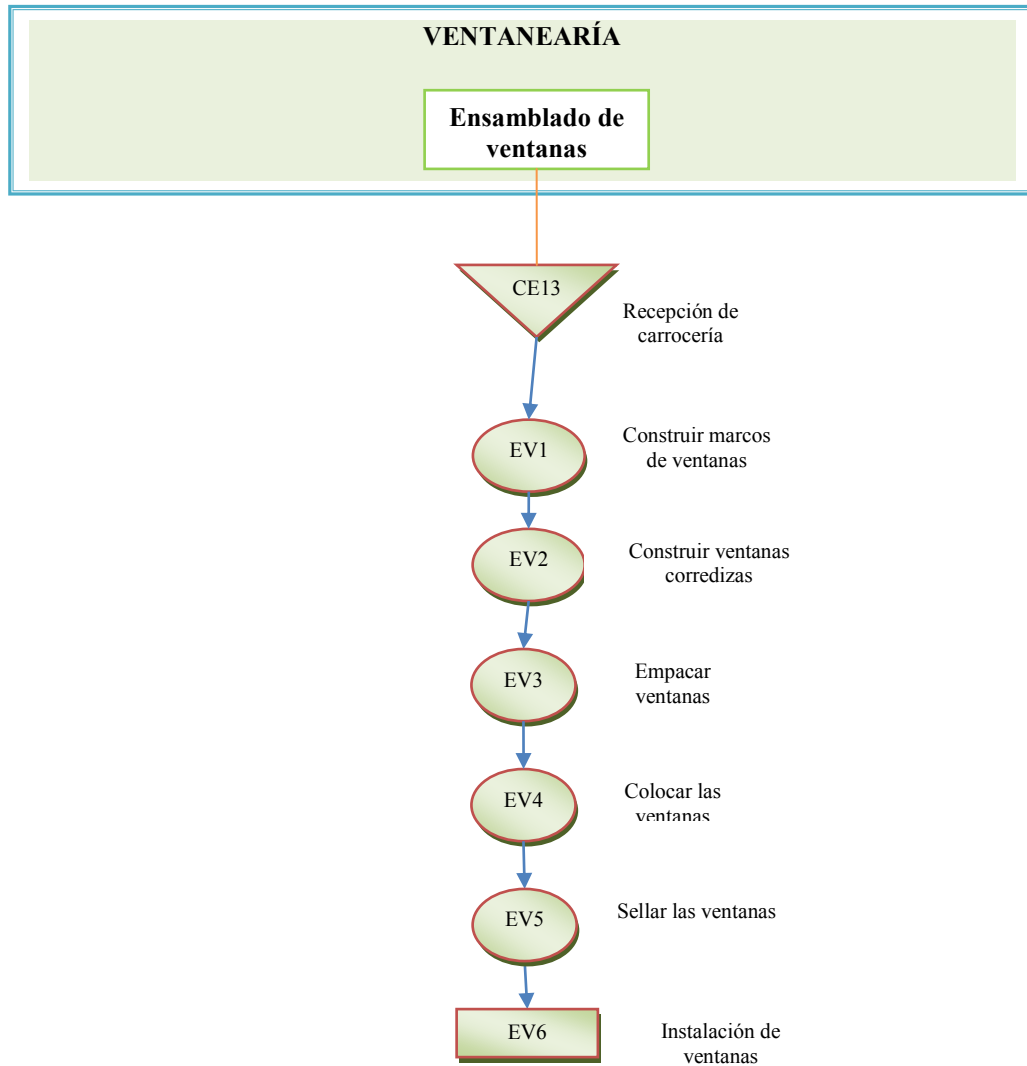 VENTANEARÍA
Ensamblado de
ventanas
CE13
Recepción de
carrocería
EV1
Construir marcos
de ventanas
EV2
Construir ventanas
corredizas
EV3
Empacar
ventanas
EV4
Colocar las
ventanas
EV5
Sellar las ventanas
EV6
Instalación de
ventanas